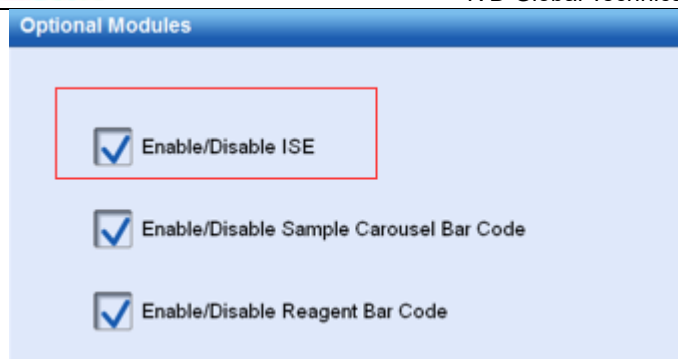 Optional Modules
Enable/Disable ISE
Enable/Disable Sample Carousel Bar Code
Enable/Disable Reagent Bar Code